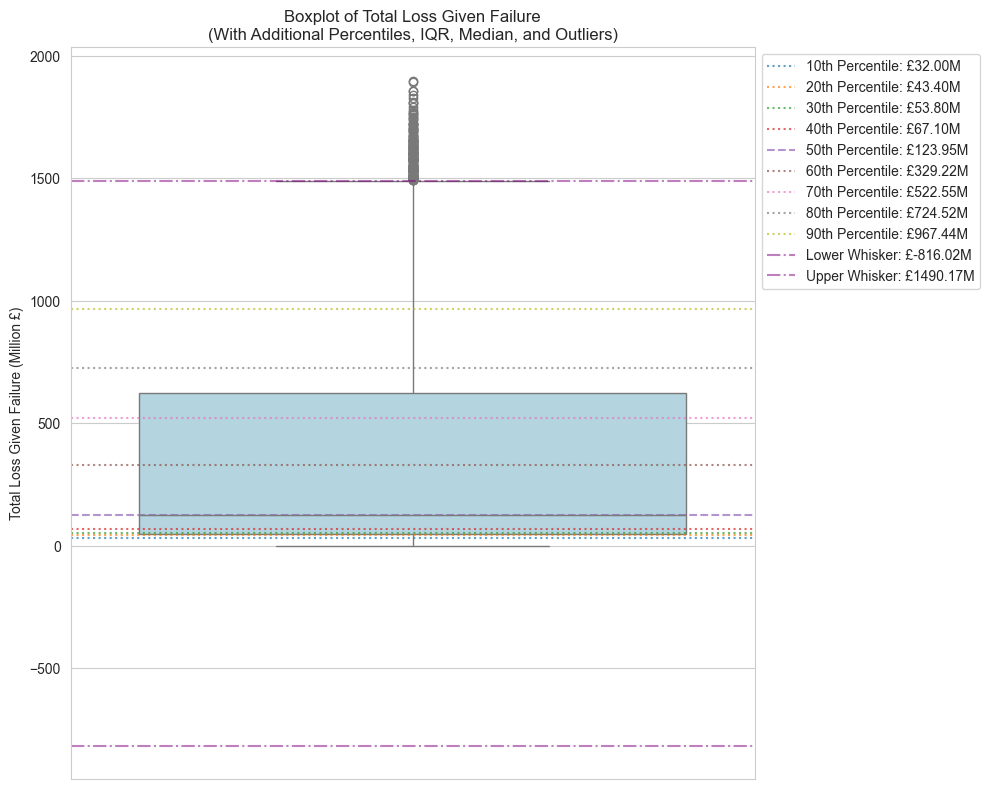 Boxplot of Total Loss Given Failure
(With Additional Percentiles, IQR, Median, and Outliers)
Total Loss Given Failure (Million £)
2000
1500
1000
500
0
−500
10th Percentile: £32.00M
20th Percentile: £43.40M
30th Percentile: £53.80M
40th Percentile: £67.10M
50th Percentile: £123.95M
60th Percentile: £329.22M
70th Percentile: £522.55M
80th Percentile: £724.52M
90th Percentile: £967.44M
Lower Whisker: £-816.02M
Upper Whisker: £1490.17M